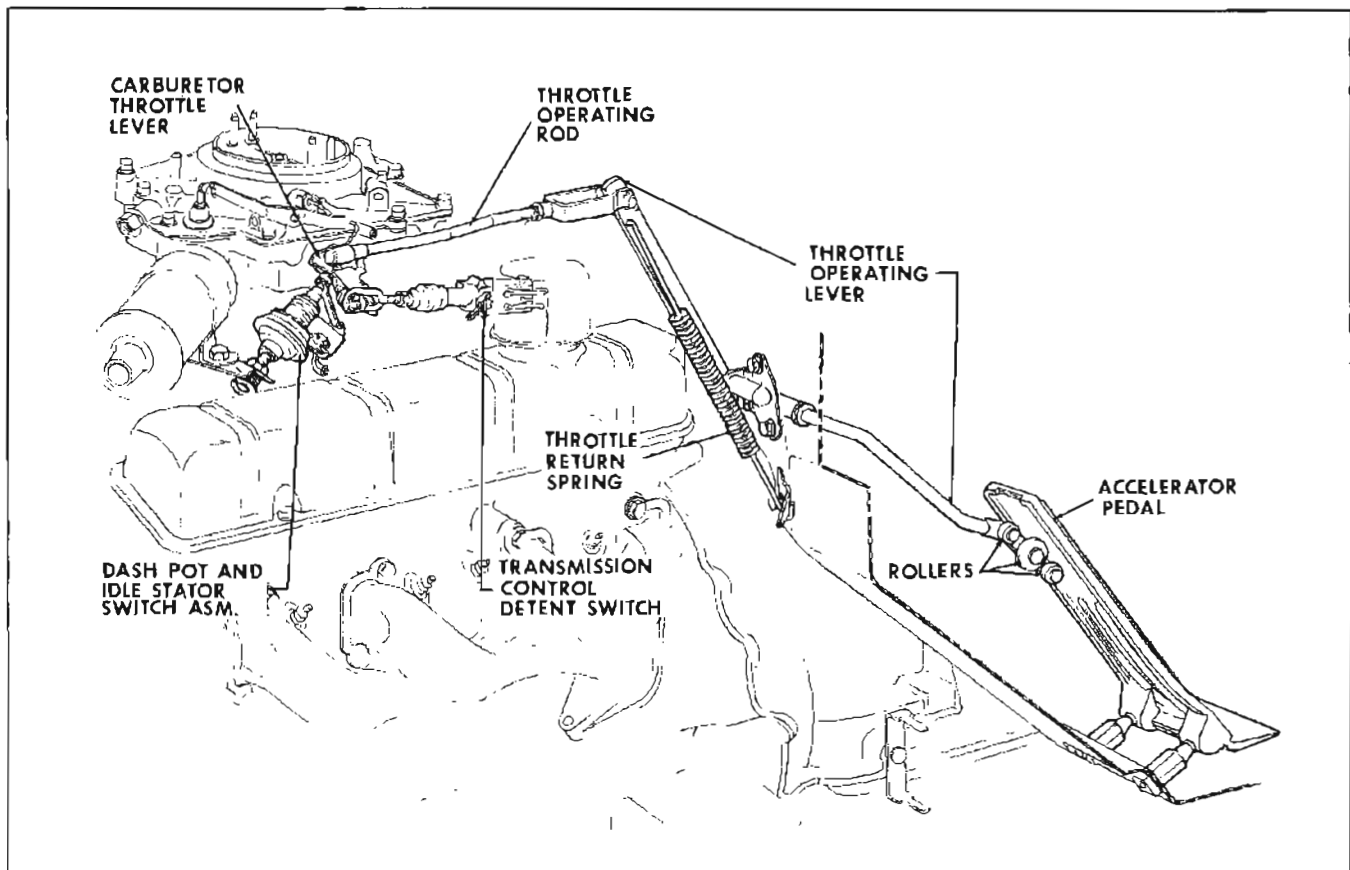 CARBURETOR
THROTTLE
LEVER
THROTTLE
OPERATING
ROD
THROTTLE
OPERATING
LEVER
THROTTLE
RETURN
SPRING
ACCELERATOR
PEDAL
ROLLERS
DASH POT AND
IDLE STATOR
SWITCH ASM.
TRANSMISSION
CONTROL
DETENT SWITCH